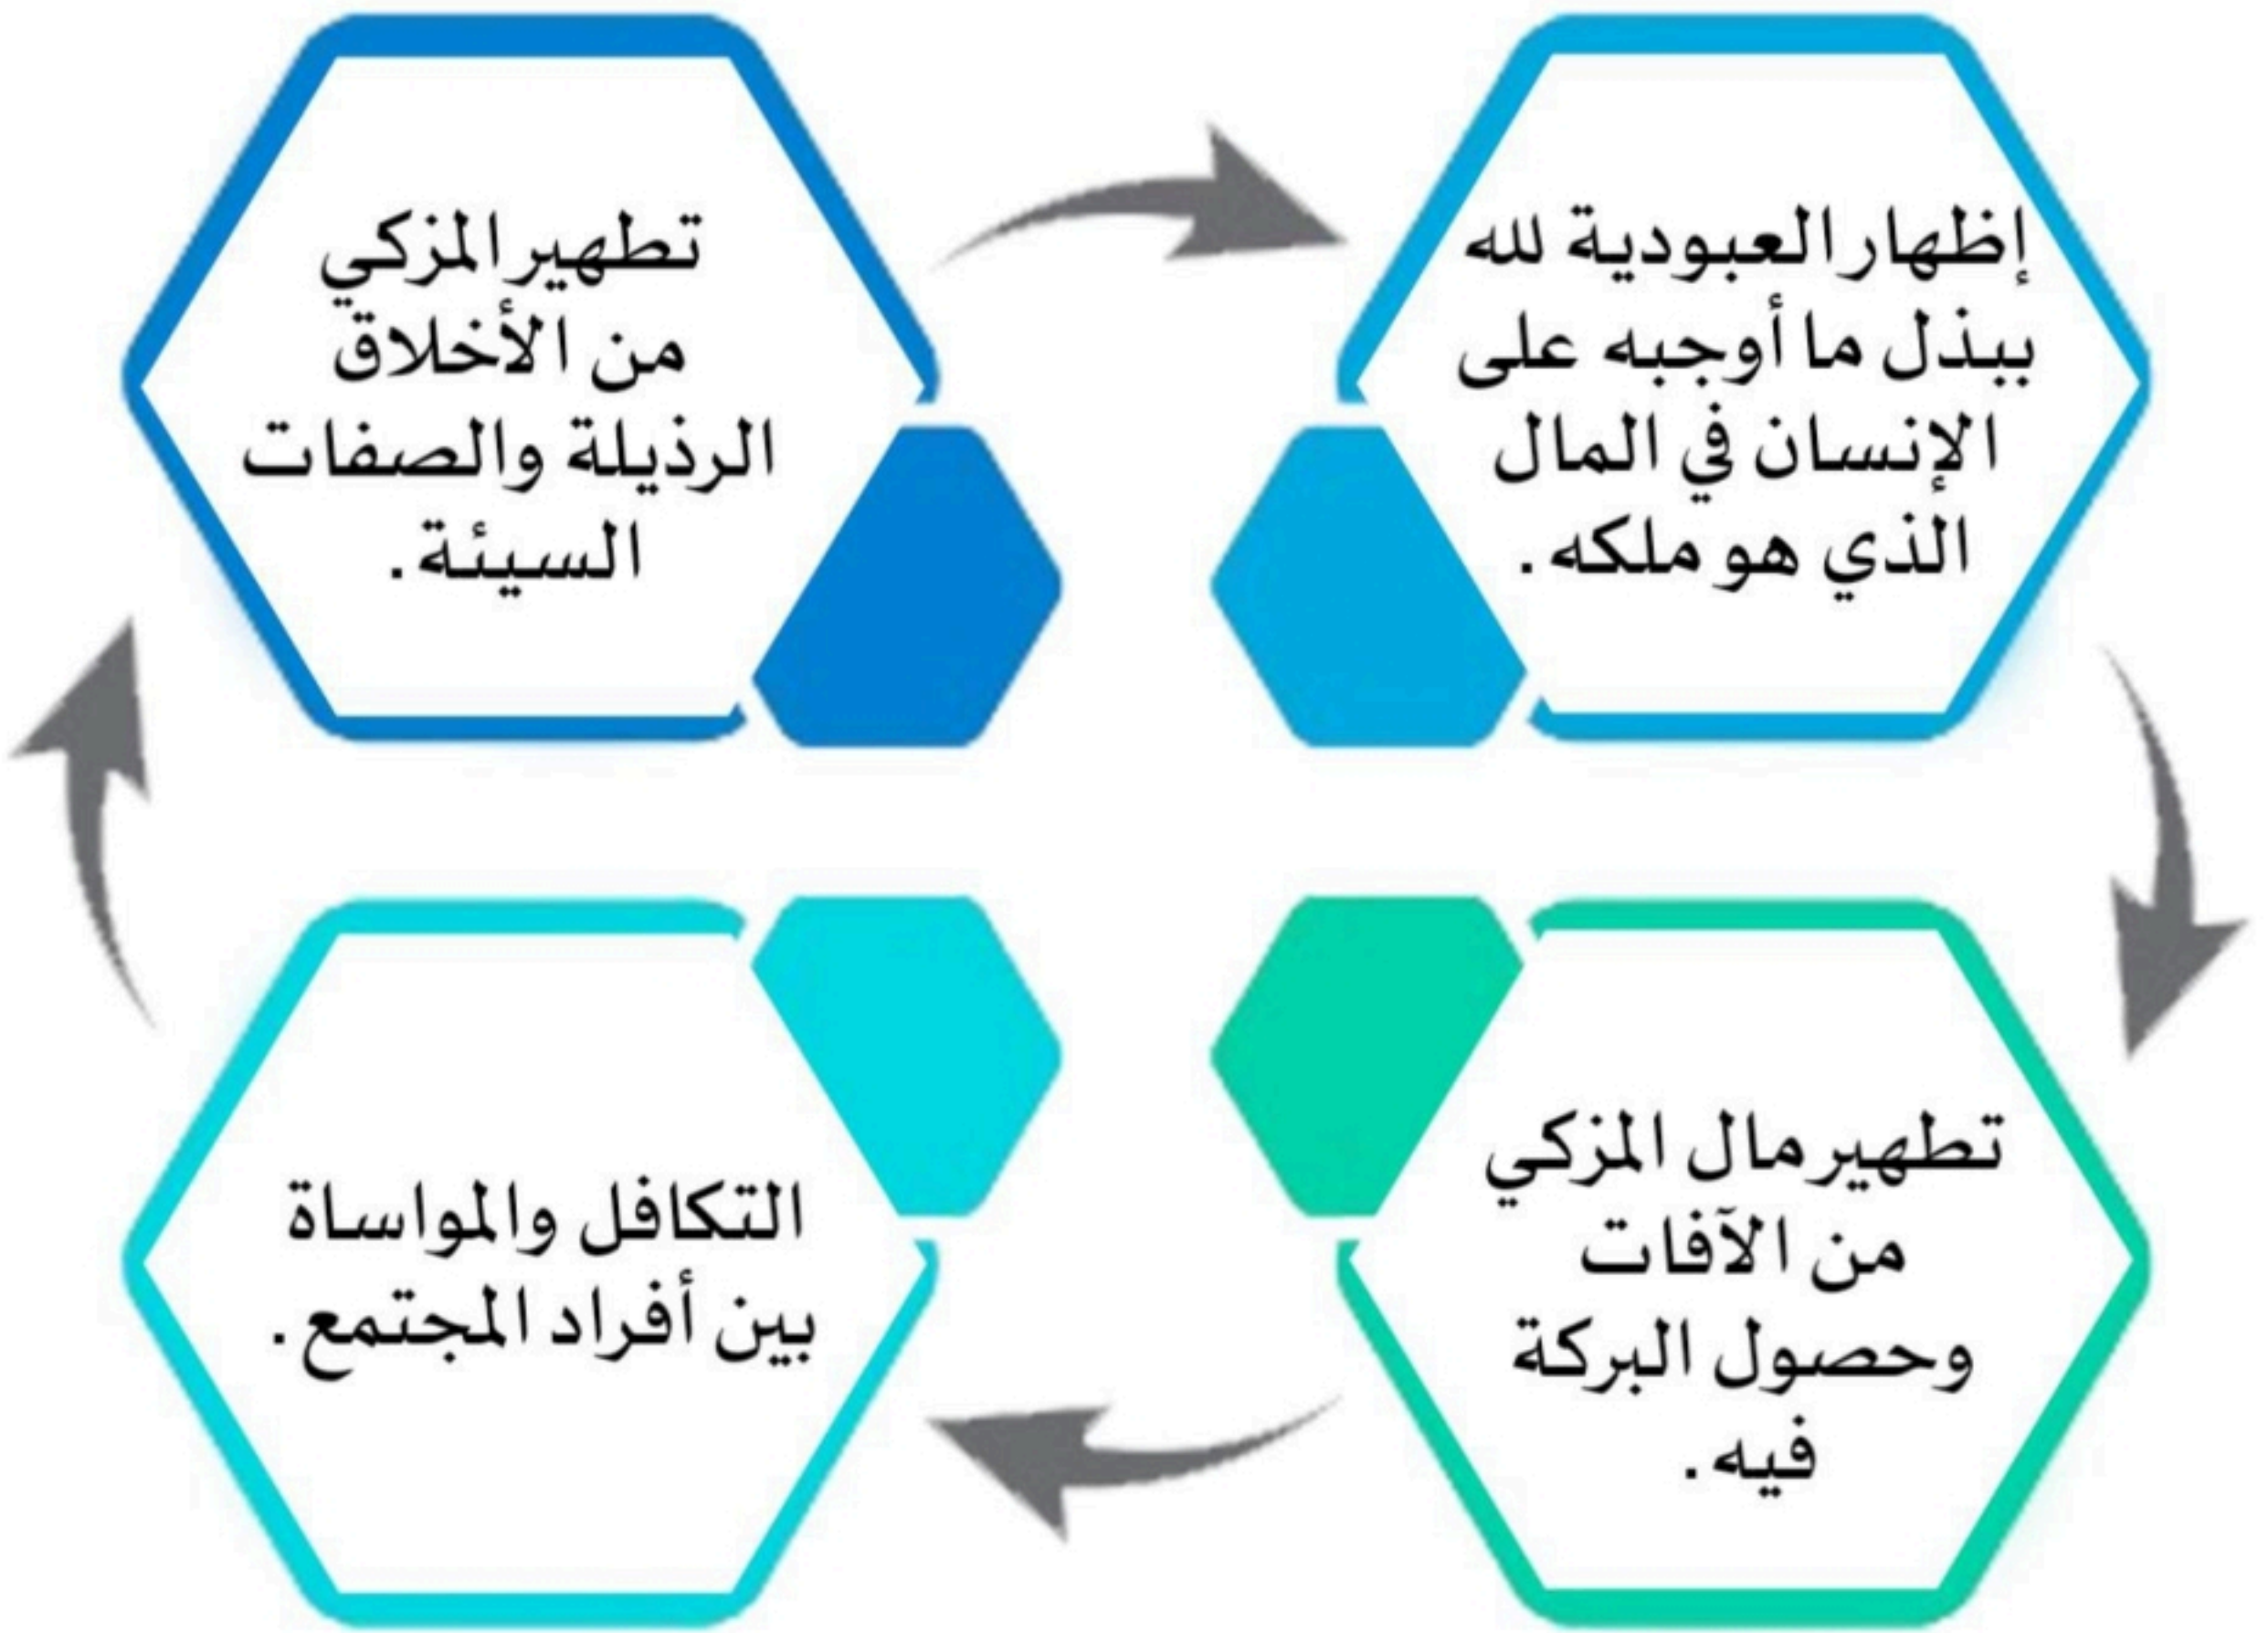 إظهار العبودية لله
ببذل ما أوجبه على
الإنسان في المال
الذي هو ملكه.
تطهير المزكي
من الأخلاق
الرذيلة والصفات
السيئة.
تطهير مال المزكي
من الآفات
وحصول البركة
فيه.
التكافل والمواساة
بين أفراد المجتمع.